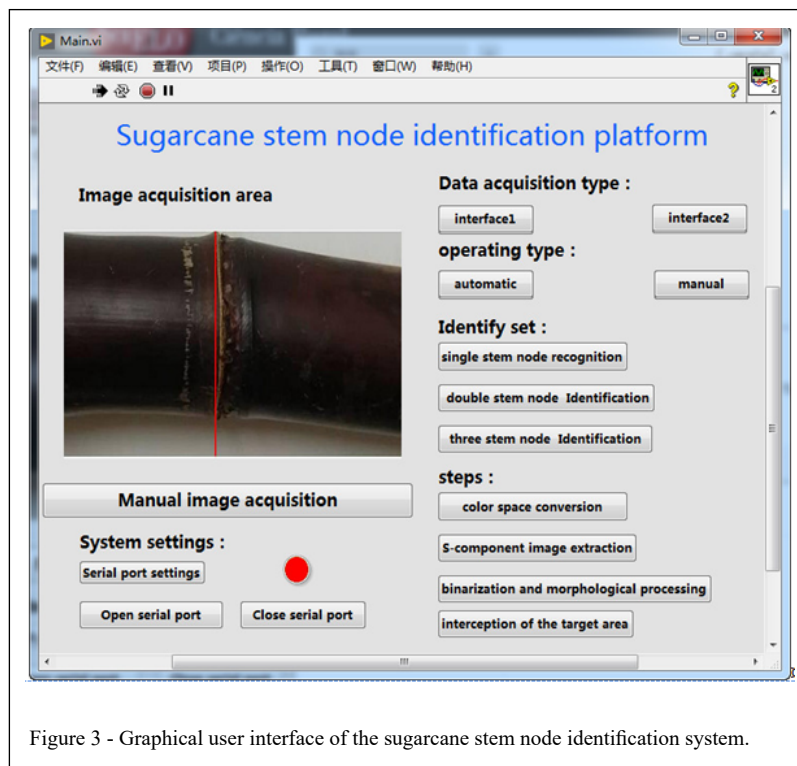 Main.vi
文件(F) 编辑(E) 查看(V) 项目(P) 操作(O) 工具(T) 窗口(W) 帮助(H)
2
Sugarcane stem node identification platform
Image acquisition area
Manual image acquisition
System settings :
Serial port settings
Open serial port Close serial port
Data acquisition type :
interface1 interface2
operating type :
automatic manual
Identify set :
single stem node recognition
double stem node Identification
three stem node Identification
steps :
color space conversion
S-component image extraction
binarization and morphological processing
interception of the target area
Figure 3 - Graphical user interface of the sugarcane stem node identification system.